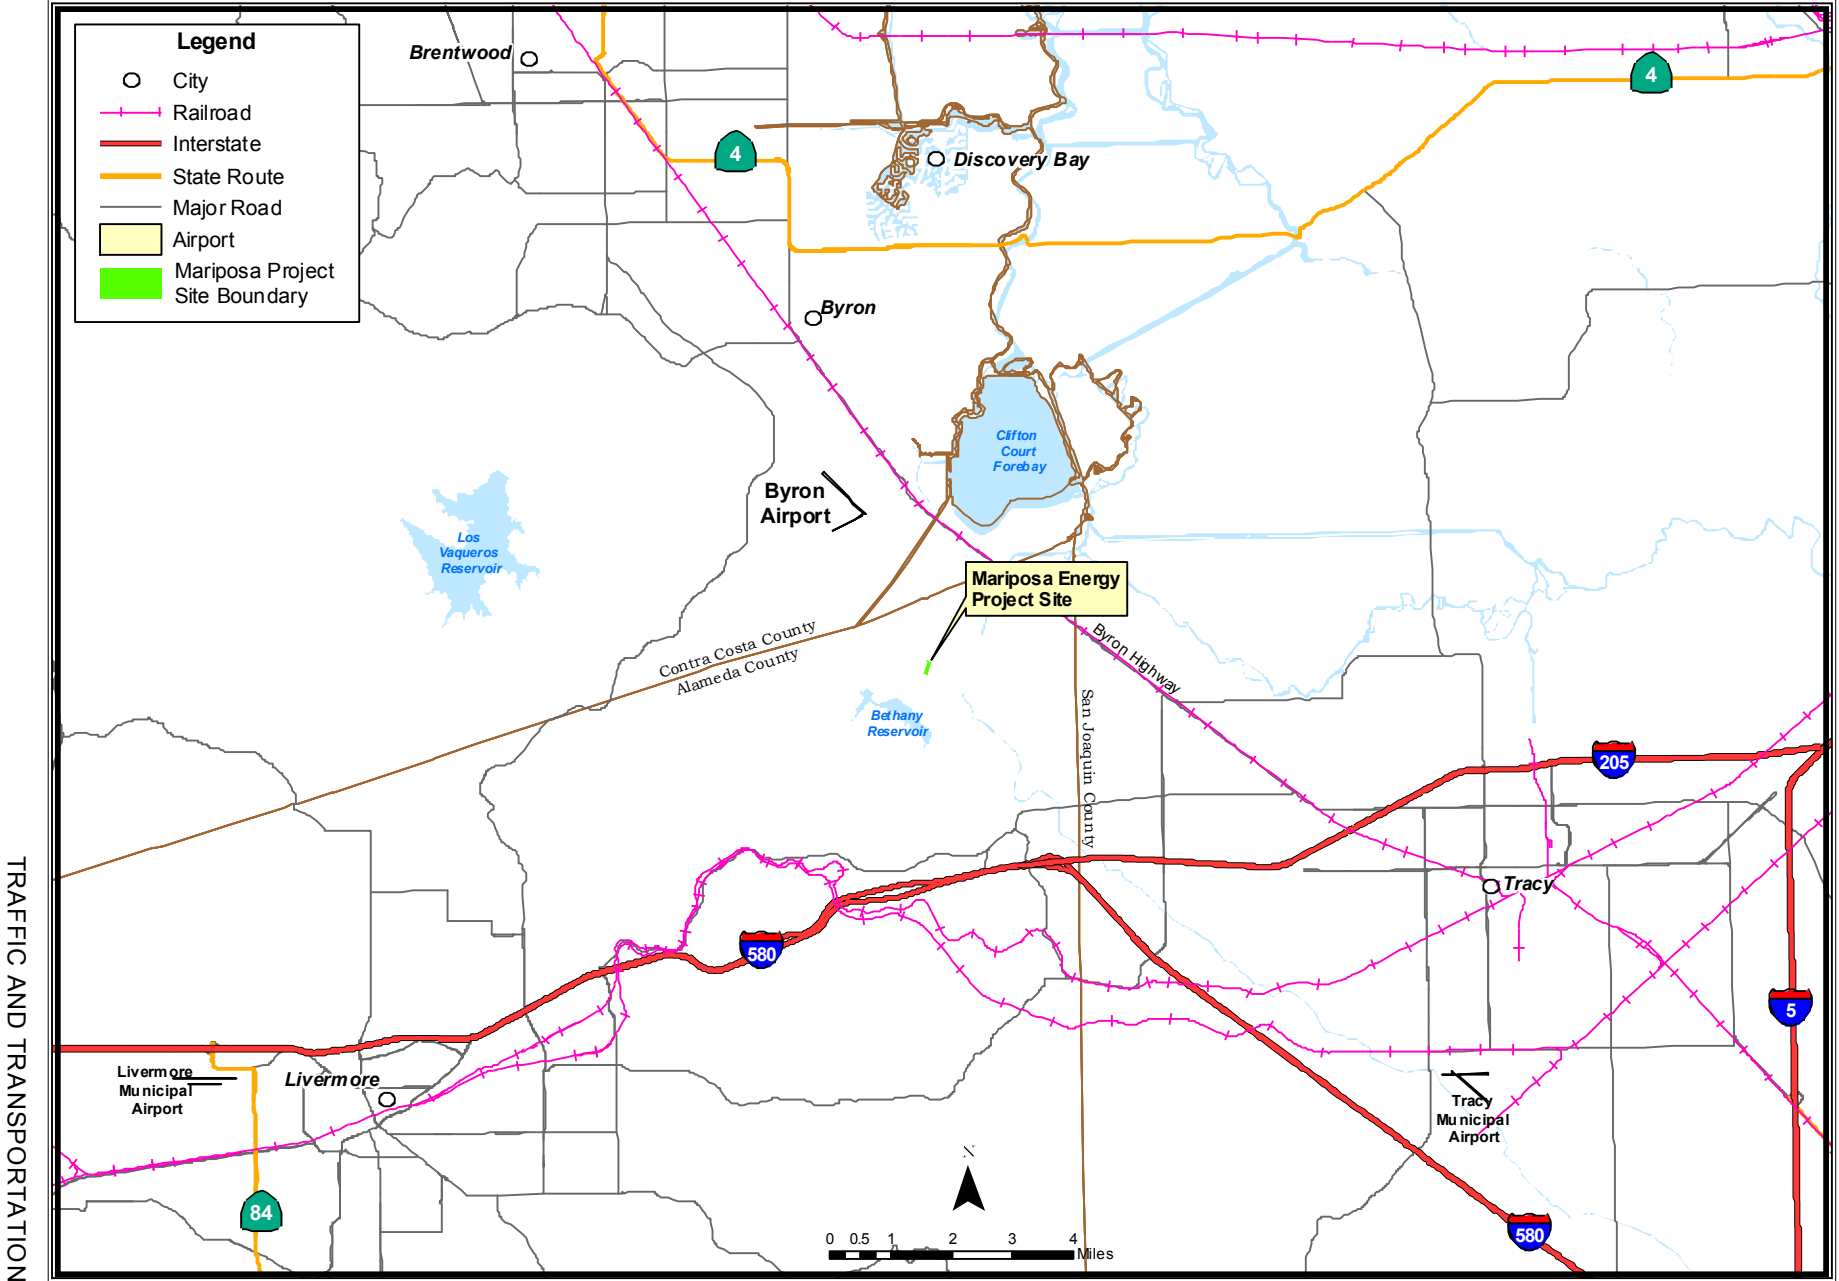 Legend
City
Railroad
Interstate
State Route
Major Road
Airport
Mariposa Project
Site Boundary
Brentwood
4
4
Discovery Bay
Byron
Clifton
Court
Forebay
Byron
Airport
Los
Vaqueros
Reservoir
Mariposa Energy
Project Site
Contra Costa County
Alameda County
Byron Highway
San Joaquin County
Bethany
Reservoir
205
Tracy
580
5
Livermore
Municipal
Airport
Livermore
Tracy
Municipal
Airport
84
580
N
0 0.5 1 2 3 4
Miles
TRAFFIC AND TRANSPORTATION